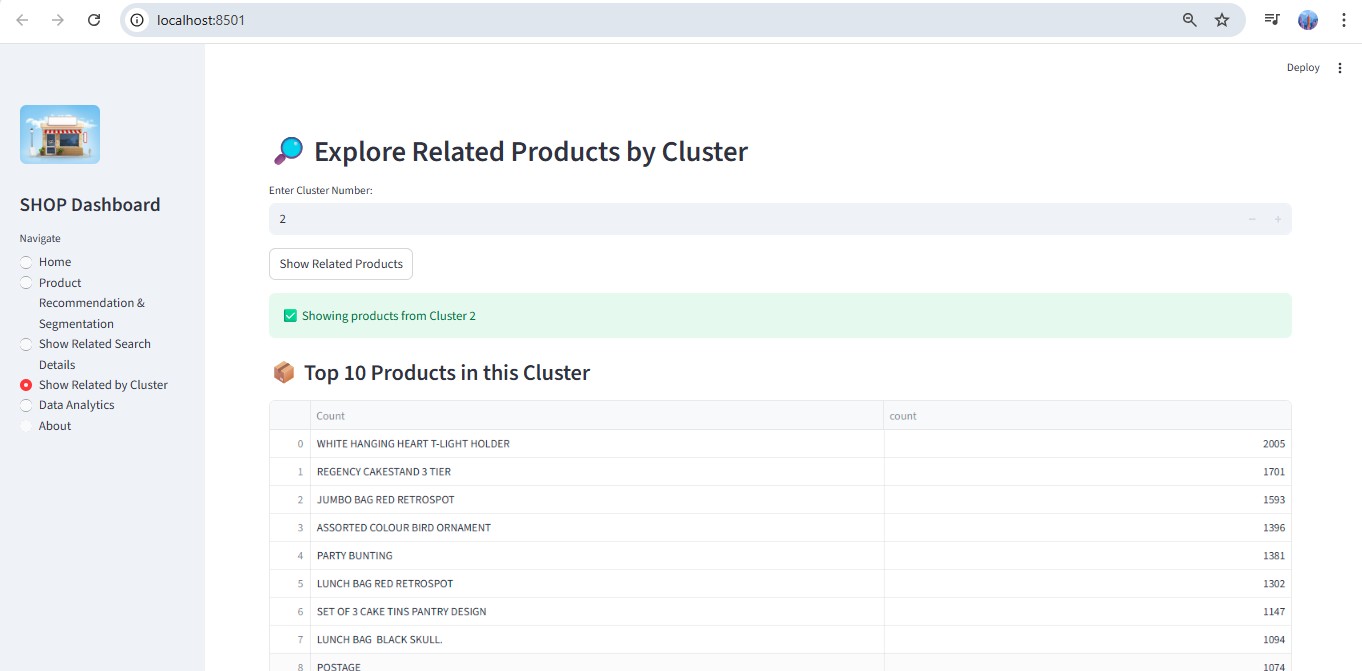 localhost:8501
Deploy
SHOP Dashboard
Navigate
Home
Product
Recommendation &
Segmentation
Show Related Search
Details
Show Related by Cluster
Data Analytics
About
Explore Related Products by Cluster
Enter Cluster Number:
2
Show Related Products
Showing products from Cluster 2
Top 10 Products in this Cluster
Count count
0 WHITE HANGING HEART T-LIGHT HOLDER 2005
1 REGENCY CAKESTAND 3 TIER 1701
2 JUMBO BAG RED RETROSPOT 1593
3 ASSORTED COLOUR BIRD ORNAMENT 1396
4 PARTY BUNTING 1381
5 LUNCH BAG RED RETROSPOT 1302
6 SET OF 3 CAKE TINS PANTRY DESIGN 1147
7 LUNCH BAG  BLACK SKULL. 1094
8 POSTAGE 1074